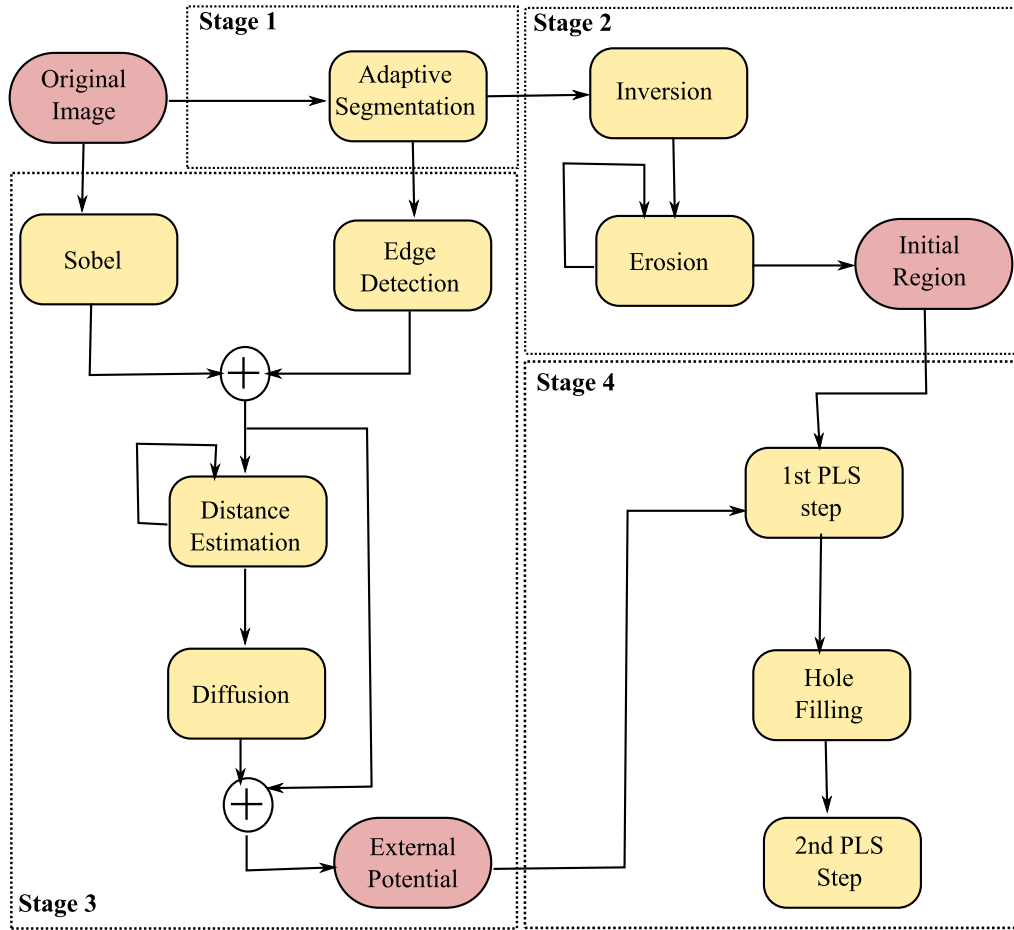 Stage 1
Stage 2
Original
Image
Adaptive
Segmentation
Inversion
Sobel
Edge
Detection
Erosion
Initial
Region
Stage 4
1st PLS
step
Distance
Estimation
Diffusion
Hole
Filling
External
Potential
2nd PLS
Step
Stage 3